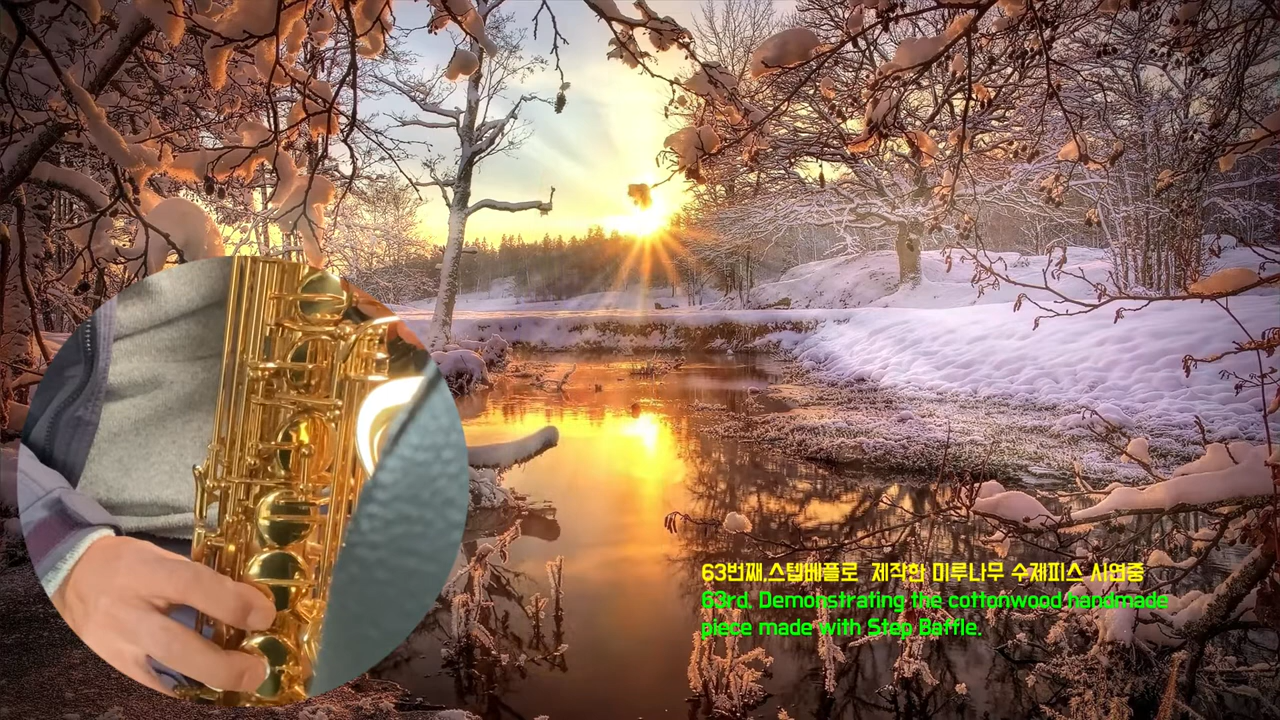 63번째,스텝베플로 제작한 미루나무 수제피스 시연중
63rd. Demonstrating the cottonwood handmade
piece made with Step Baffle.